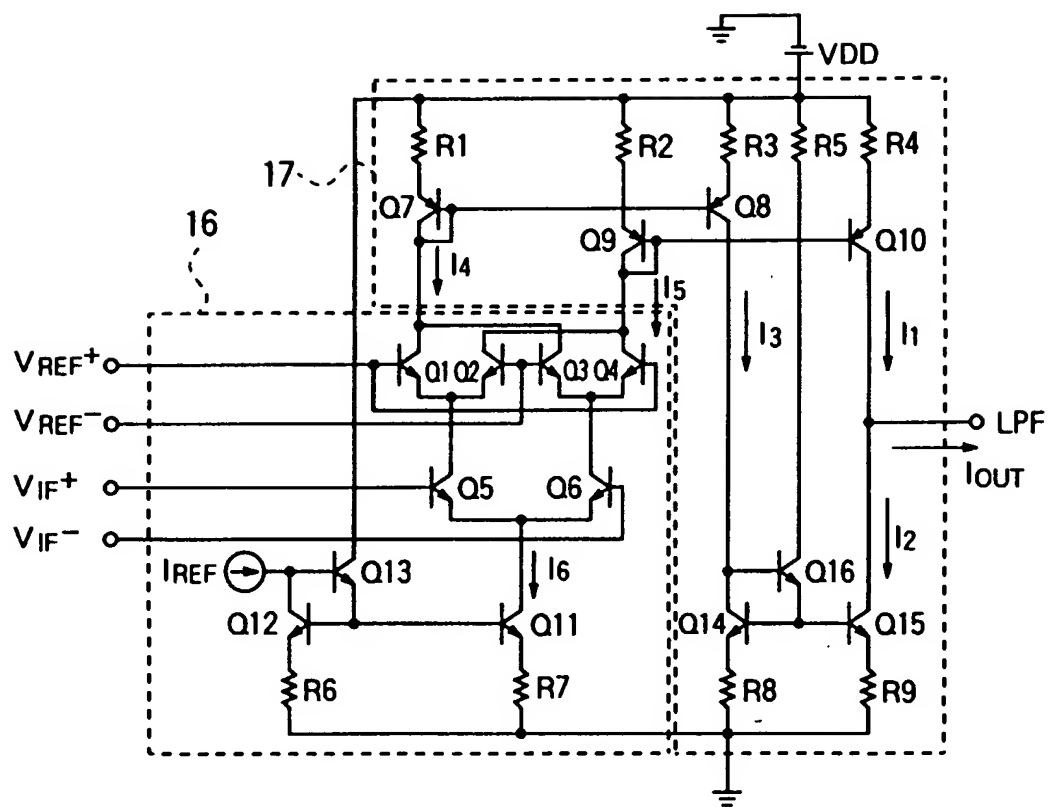 VDD
R1
R2
R3
R5
R4
17
Q7
Q8
16
Q9
Q10
I4
I5
I3
I1
VREF+
Q1
Q2
Q3
Q4
VREF-
LPF
IOUT
VIF+
Q5
Q6
VIF-
IREF
Q13
I6
Q16
I2
Q12
Q11
Q14
Q15
R6
R7
R8
R9